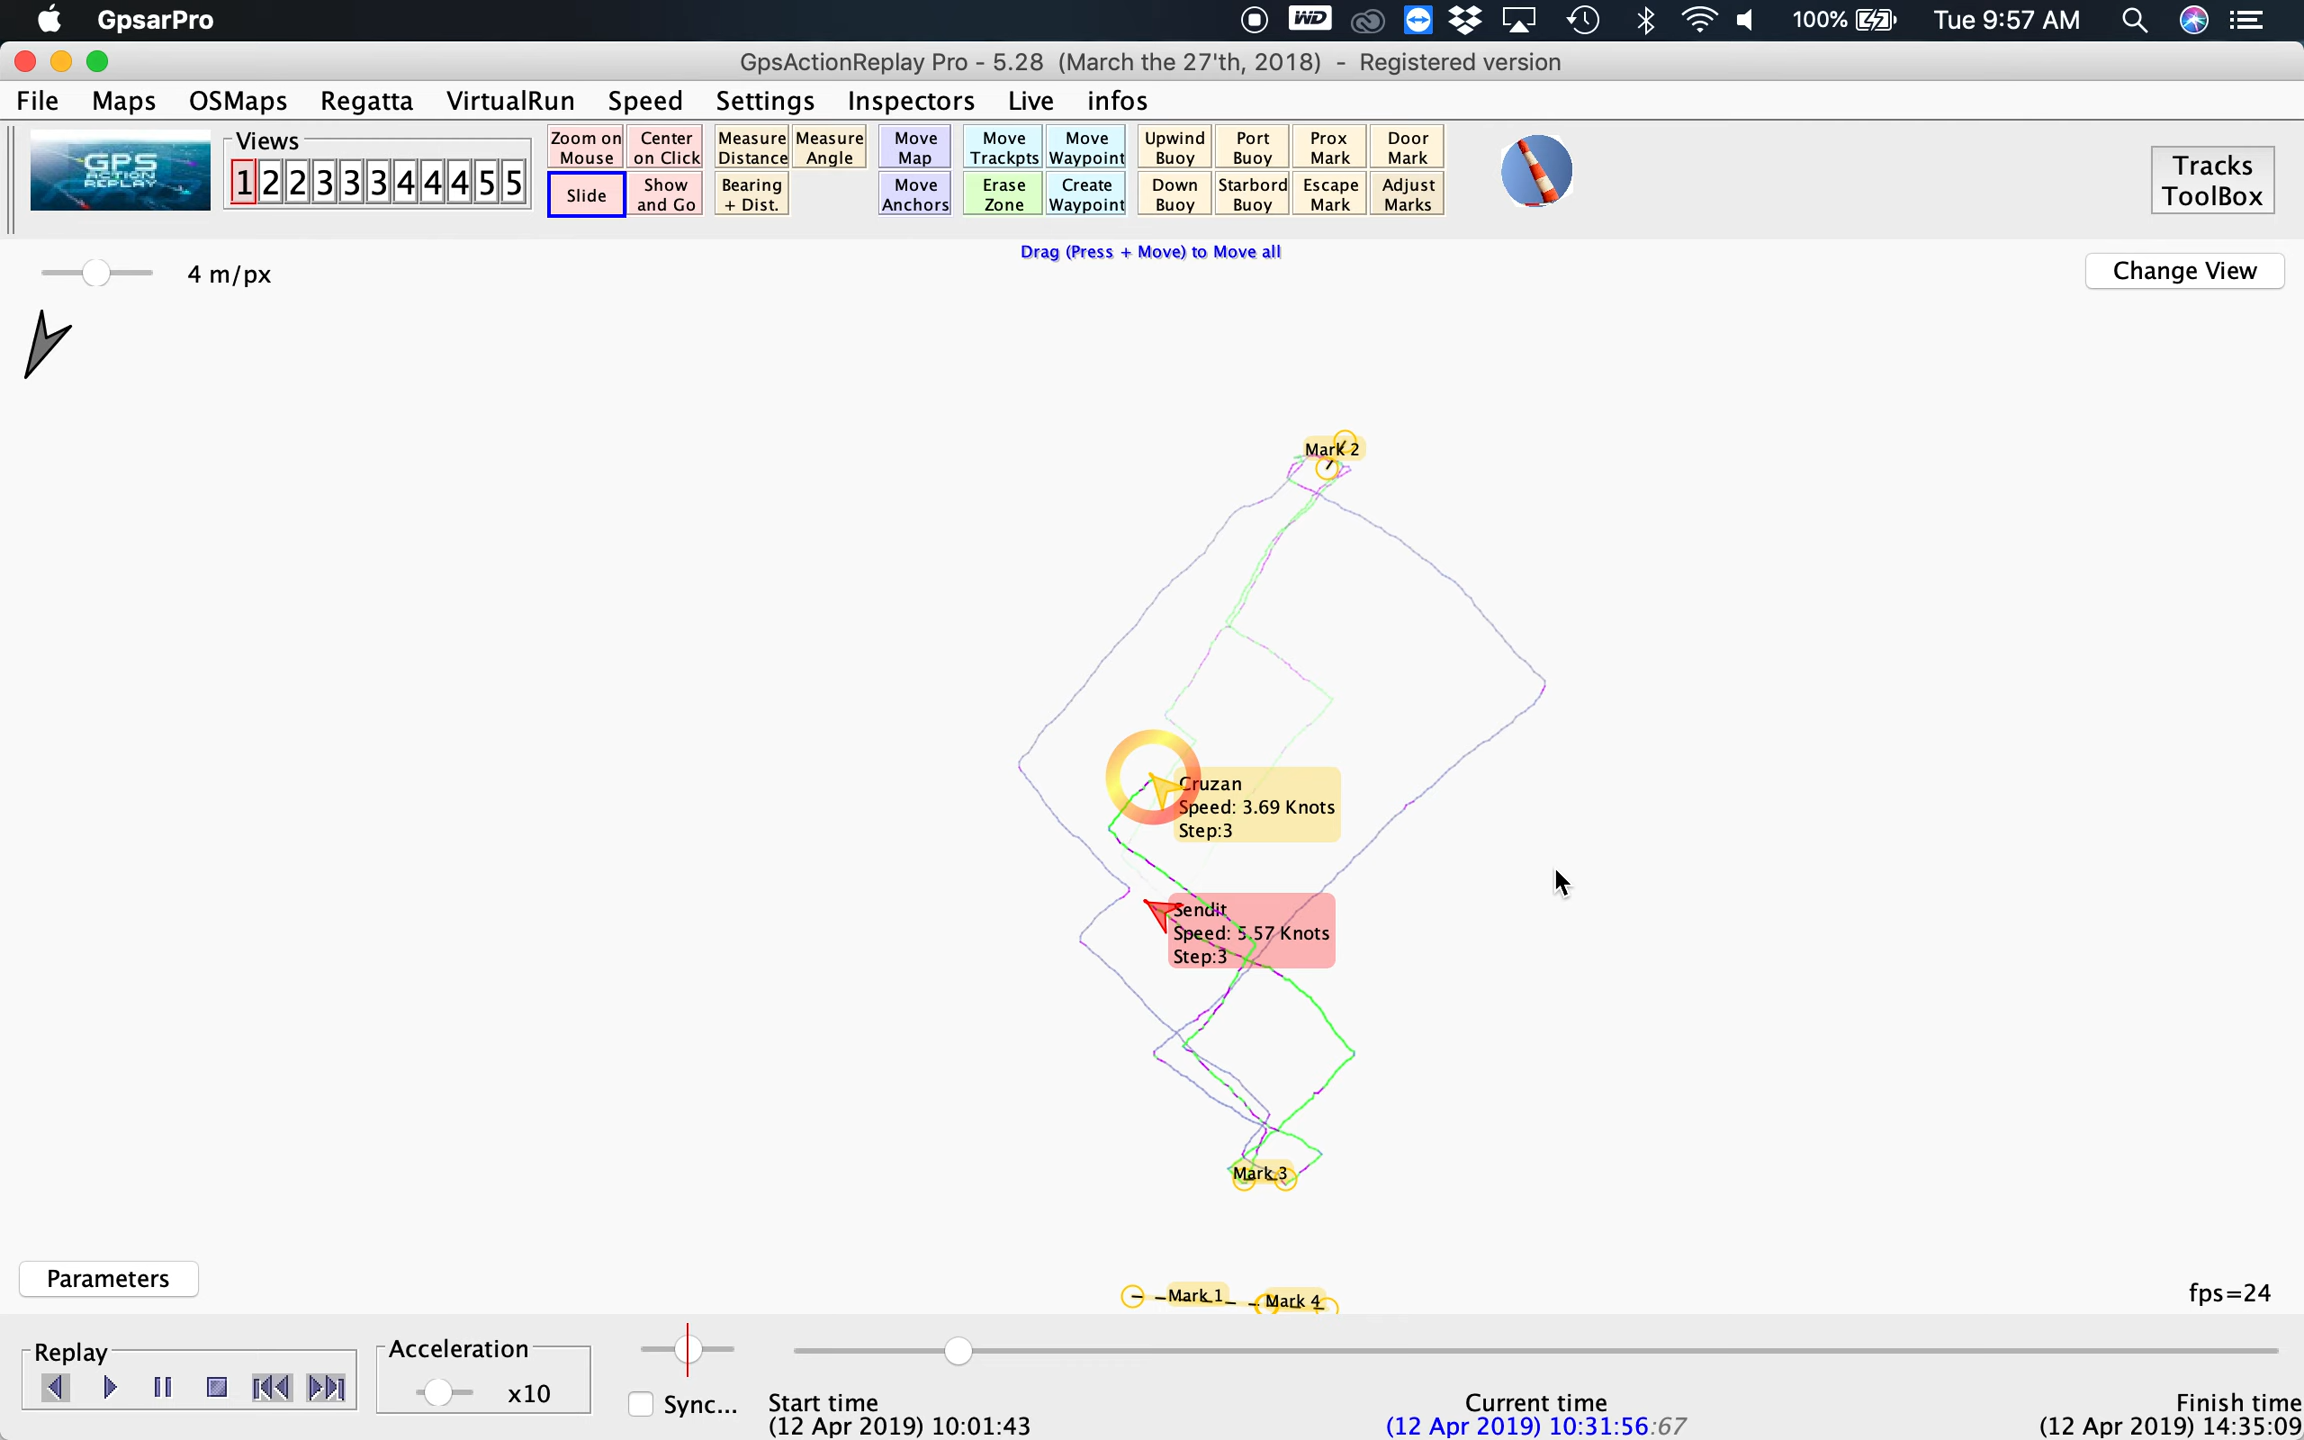 GpsarPro
WD
100%
Tue 9:57 AM
GpsActionReplay Pro - 5.28 (March the 27'th, 2018) - Registered version
File Maps OSMaps Regatta VirtualRun Speed Settings Inspectors Live infos
GPS
ACTION
REPLAY
Views
1 2 2 3 3 3 4 4 4 5 5
Zoom on Mouse
Center on Click
Measure Distance
Measure Angle
Move Map
Move Trackpts
Move Waypoint
Upwind Buoy
Port Buoy
Prox Mark
Door Mark
Slide
Show and Go
Bearing + Dist.
Move Anchors
Erase Zone
Create Waypoint
Down Buoy
Starbord Buoy
Escape Mark
Adjust Marks
Tracks
ToolBox
Drag (Press + Move) to Move all
4 m/px
Change View
Mark 2
Cruzan
Speed: 3.69 Knots
Step:3
Sendit
Speed: 5.57 Knots
Step:3
Mark 3
Mark 1
Mark 4
Parameters
fps=24
Replay
Acceleration
x10
Sync...
Start time
(12 Apr 2019) 10:01:43
Current time
(12 Apr 2019) 10:31:56:67
Finish time
(12 Apr 2019) 14:35:09